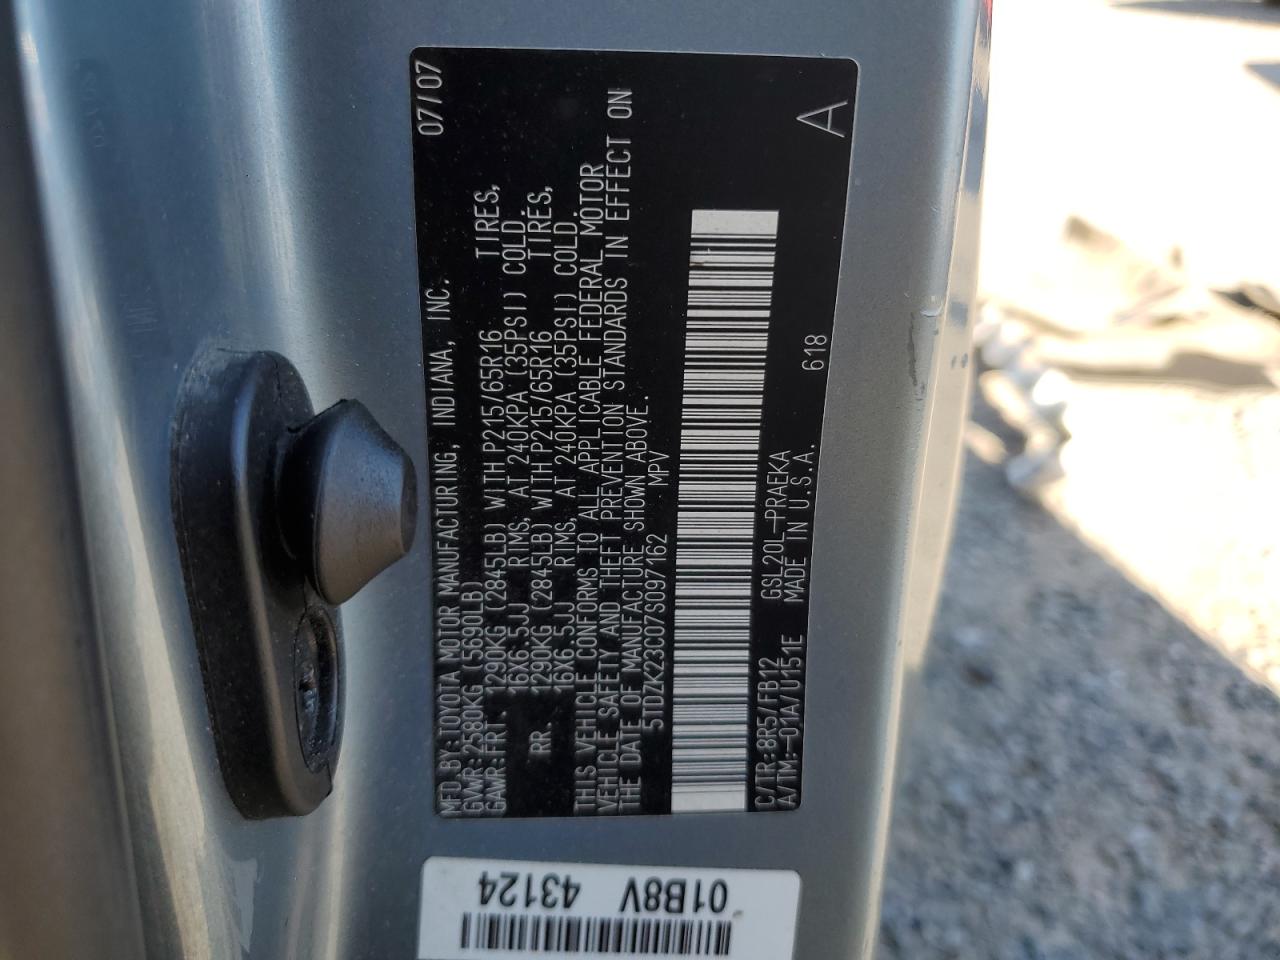 MFD.BY:TOYOTA MOTOR MANUFACTURING, INDIANA, INC. 07/07
GVWR:2580KG (5690LB)
GAWR:FRT. 1290KG (2845LB) WITH P215/65R16 TIRES,
16X6.5JJ RIMS, AT 240KPA (35PSI) COLD.
RR. 1290KG (2845LB) WITH P215/65R16 TIRES,
16X6.5JJ RIMS, AT 240KPA (35PSI) COLD.
THIS VEHICLE CONFORMS TO ALL APPLICABLE FEDERAL MOTOR
VEHICLE SAFETY AND THEFT PREVENTION STANDARDS IN EFFECT ON
THE DATE OF MANUFACTURE SHOWN ABOVE.
5TDZK23C07S097162 MPV
C/TR:8R5/FB12 GSL20L-PRAEKA
A/TM:-01A/U151E MADE IN U.S.A. 618
A
01B8V
43124